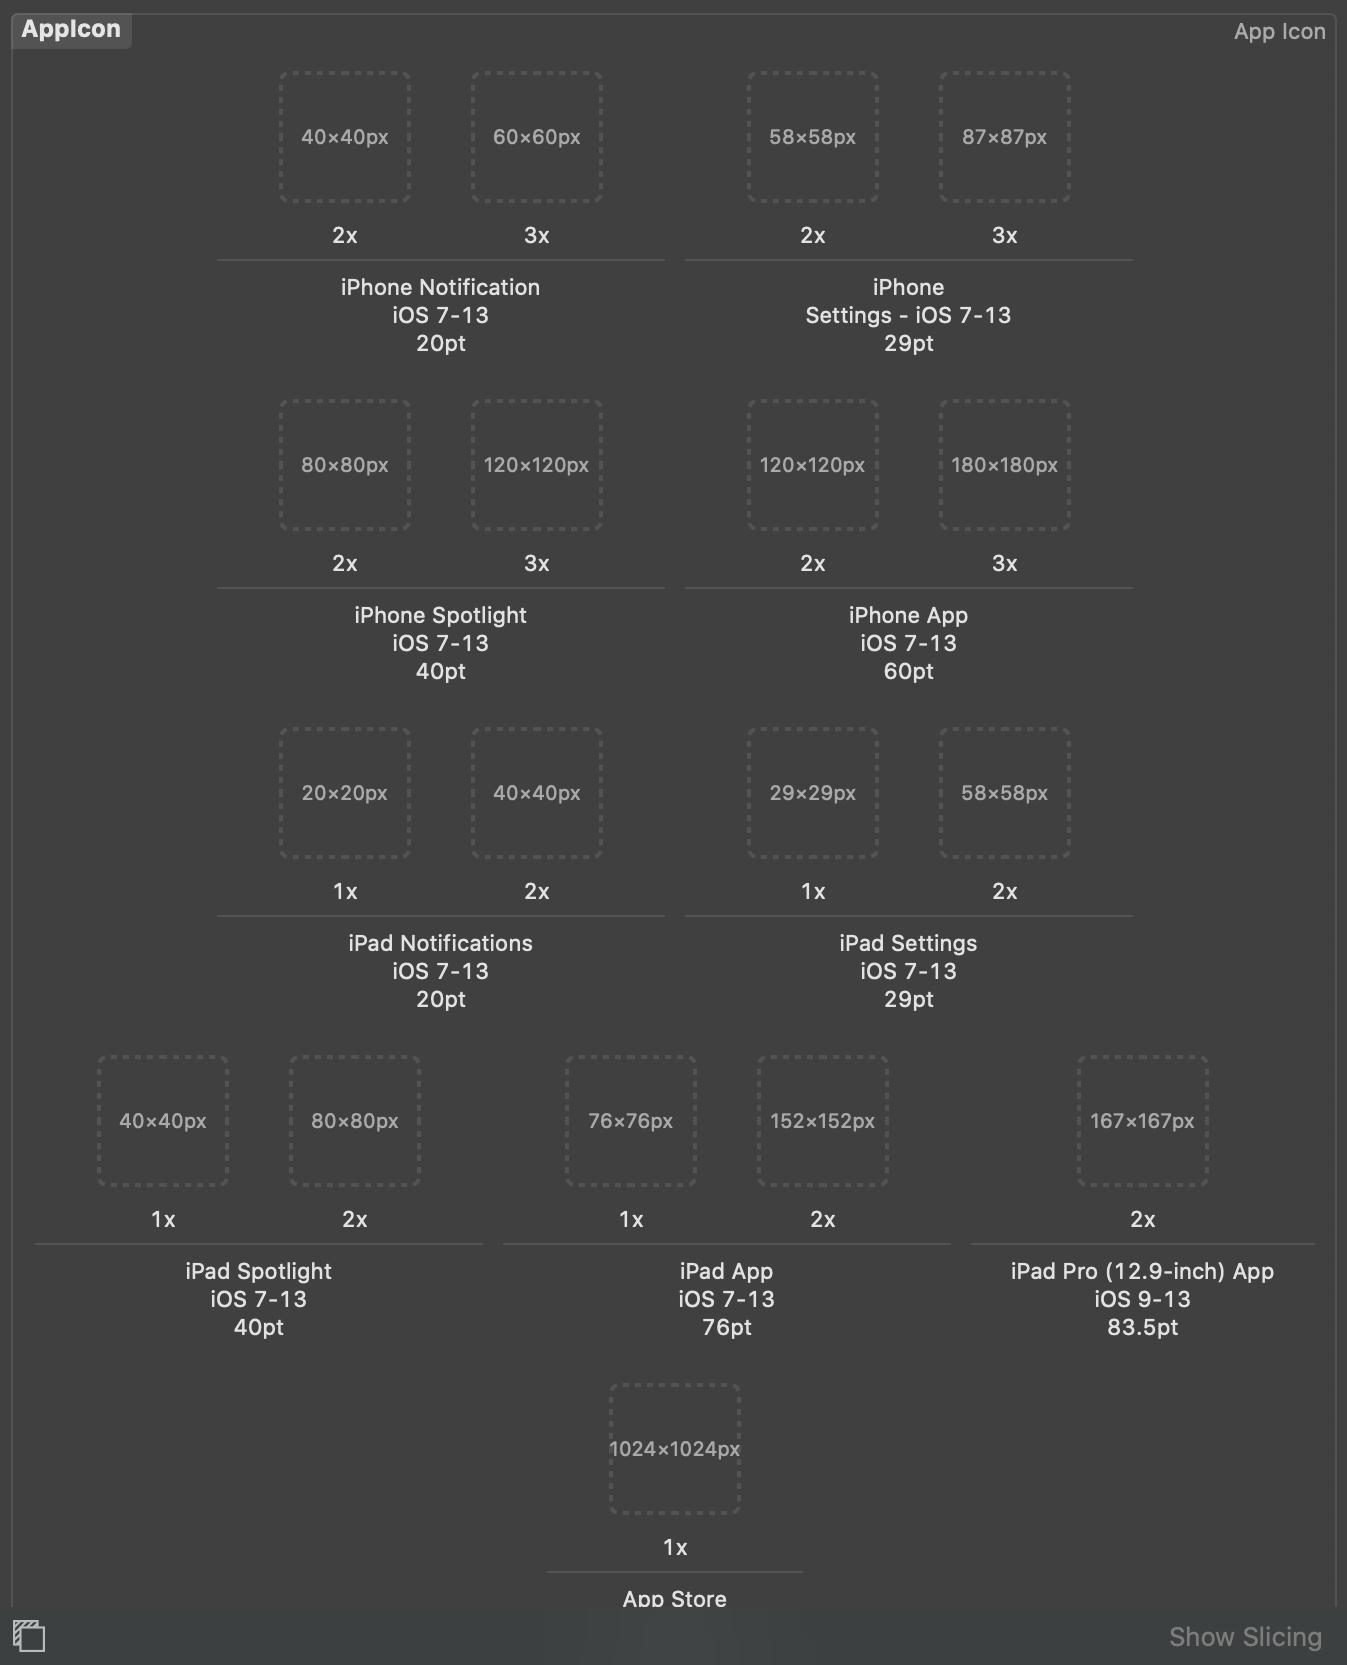 AppIcon
App Icon
40×40px
60×60px
58×58px
87×87px
2x
3x
2x
3x
iPhone Notification
iOS 7-13
20pt
iPhone
Settings - iOS 7-13
29pt
80×80px
120×120px
120×120px
180×180px
2x
3x
2x
3x
iPhone Spotlight
iOS 7-13
40pt
iPhone App
iOS 7-13
60pt
20×20px
40×40px
29×29px
58×58px
1x
2x
1x
2x
iPad Notifications
iOS 7-13
20pt
iPad Settings
iOS 7-13
29pt
40×40px
80×80px
76×76px
152×152px
167×167px
1x
2x
1x
2x
2x
iPad Spotlight
iOS 7-13
40pt
iPad App
iOS 7-13
76pt
iPad Pro (12.9-inch) App
iOS 9-13
83.5pt
1024×1024px
1x
App Store
Show Slicing